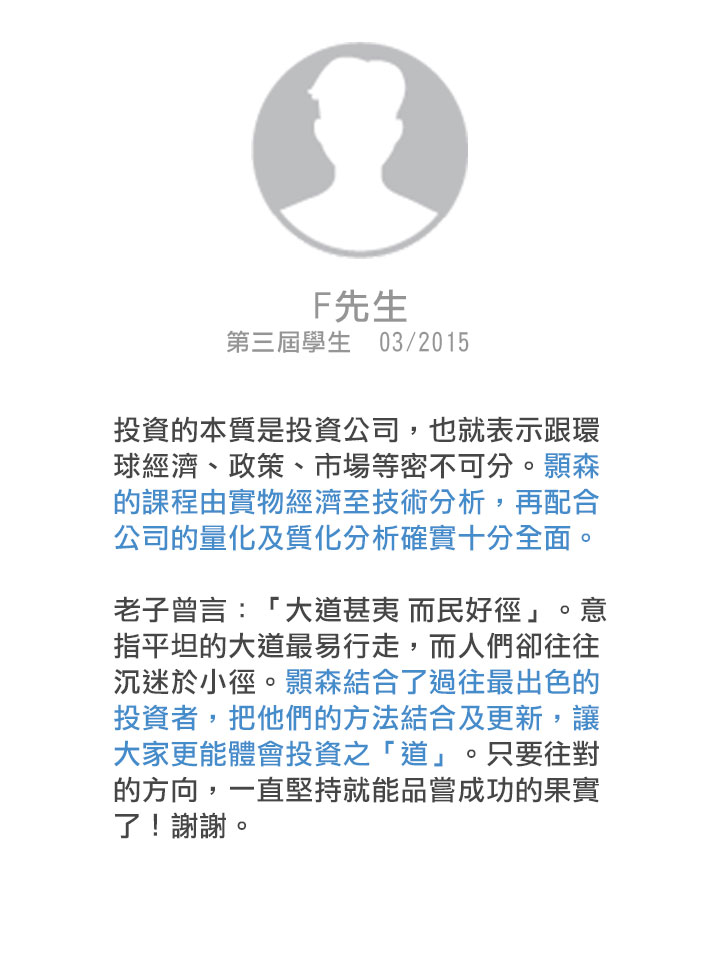 F先生
第三屆學生　03/2015
投資的本質是投資公司，也就表示跟環
球經濟、政策、市場等密不可分。顥森
的課程由實物經濟至技術分析，再配合
公司的量化及質化分析確實十分全面。
老子曾言：「大道甚夷 而民好徑」。意
指平坦的大道最易行走，而人們卻往往
沉迷於小徑。顥森結合了過往最出色的
投資者，把他們的方法結合及更新，讓
大家更能體會投資之「道」。只要往對
的方向，一直堅持就能品嘗成功的果實
了！謝謝。